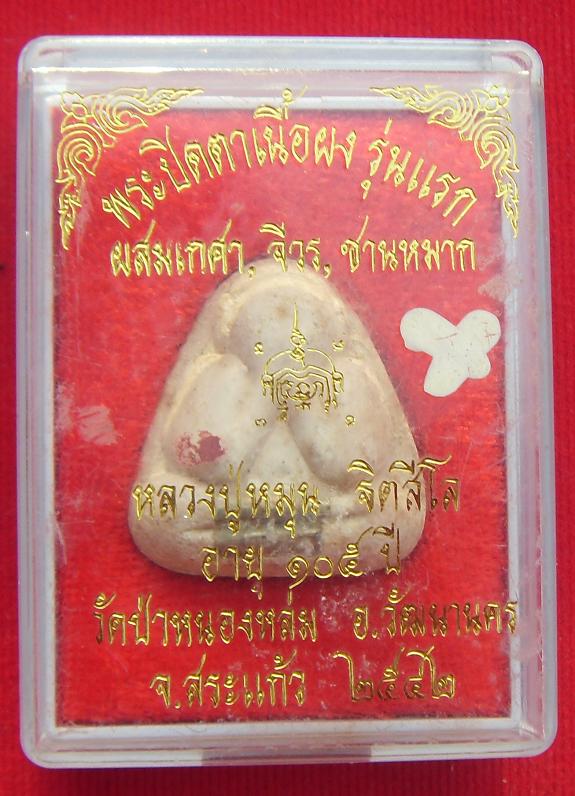 พระปิดตาเนื้อผง รุ่นแรก
ผสมเกศา, จีวร, ชานหมาก
หลวงปู่หมุน ฐิตสีโล
อายุ ๑๐๕ ปี
วัดป่าหนองหล่ม อ.วัฒนานคร
จ.สระแก้ว ๒๕๔๒